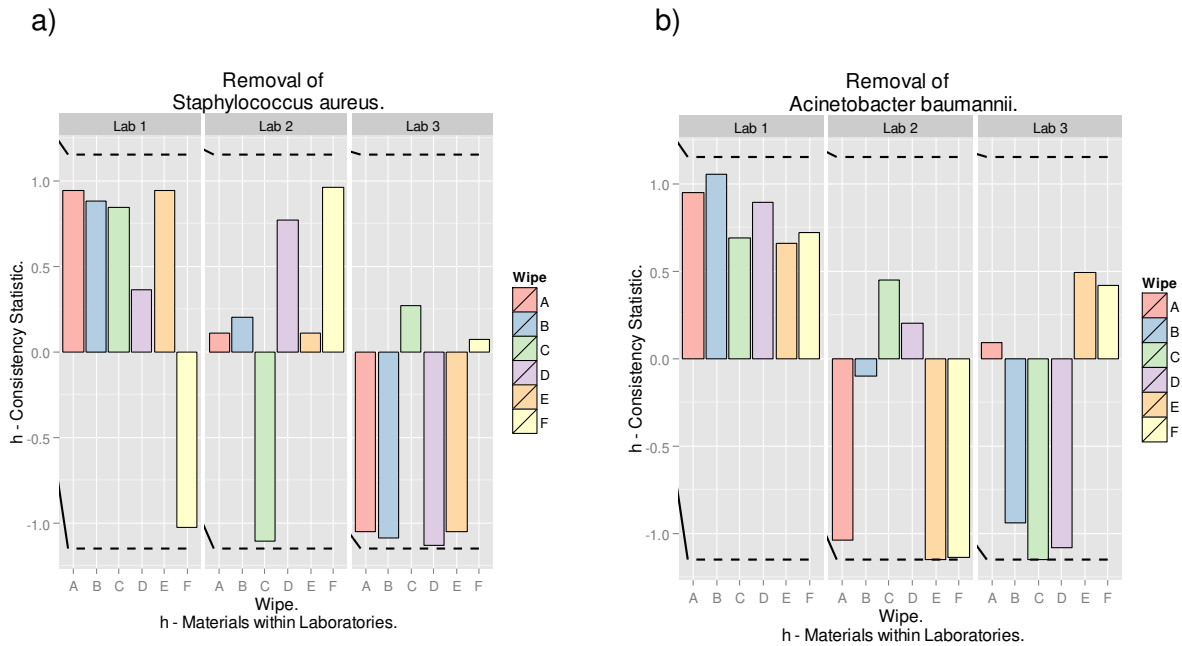 a)
Removal of
Staphylococcus aureus.
Lab 1
Lab 2
Lab 3
h - Consistency Statistic.
1.0
0.5
0.0
-0.5
-1.0
A B C D E F
A B C D E F
A B C D E F
Wipe.
h - Materials within Laboratories.
Wipe
A
B
C
D
E
F
b)
Removal of
Acinetobacter baumannii.
Lab 1
Lab 2
Lab 3
h - Consistency Statistic.
1.0
0.5
0.0
-0.5
-1.0
A B C D E F
A B C D E F
A B C D E F
Wipe.
h - Materials within Laboratories.
Wipe
A
B
C
D
E
F